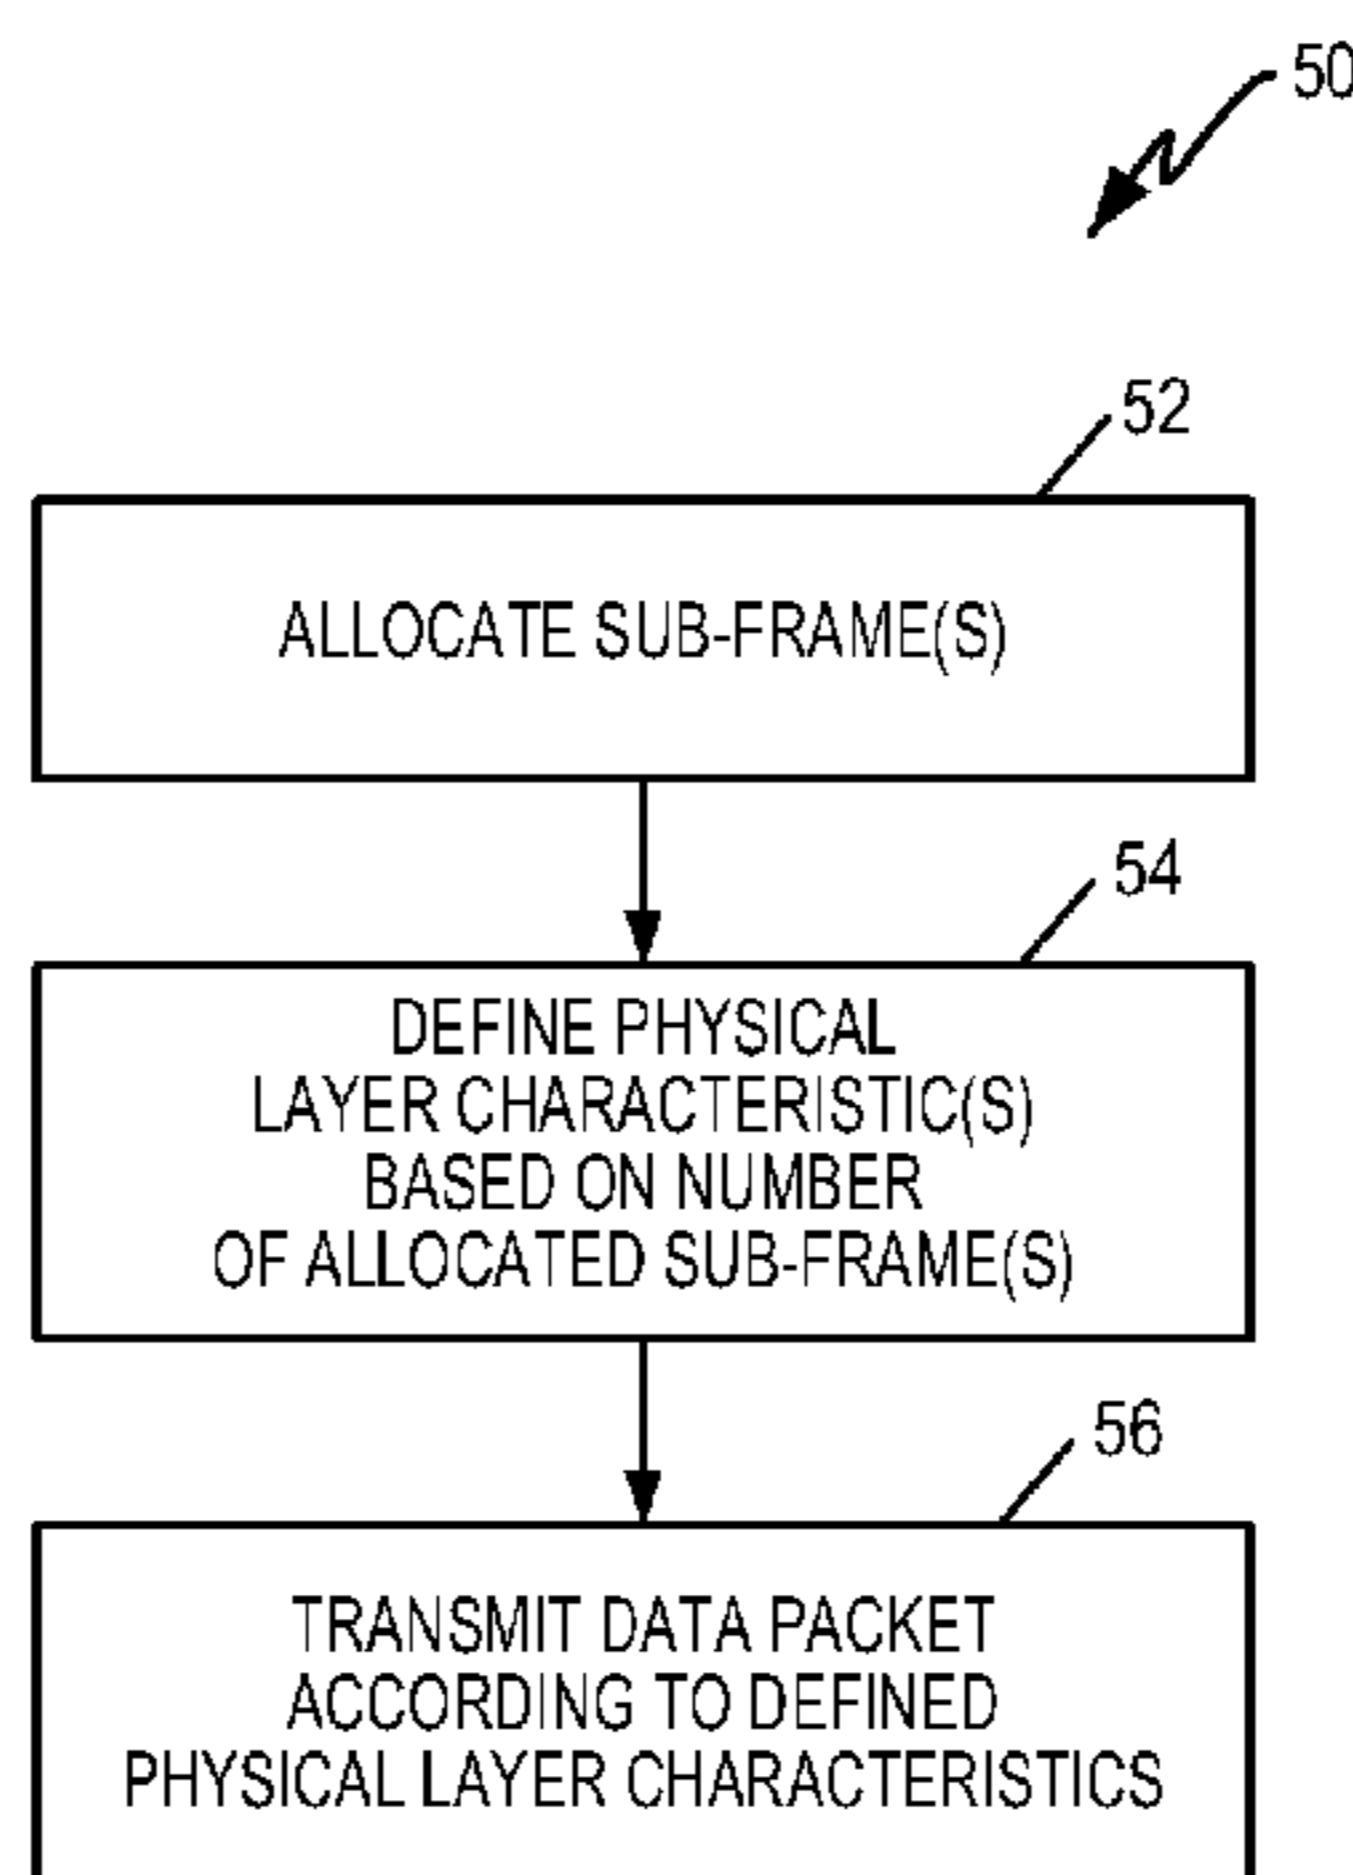 50
52
ALLOCATE SUB-FRAME(S)
54
DEFINE PHYSICAL
LAYER CHARACTERISTIC(S)
BASED ON NUMBER
OF ALLOCATED SUB-FRAME(S)
56
TRANSMIT DATA PACKET
ACCORDING TO DEFINED
PHYSICAL LAYER CHARACTERISTICS